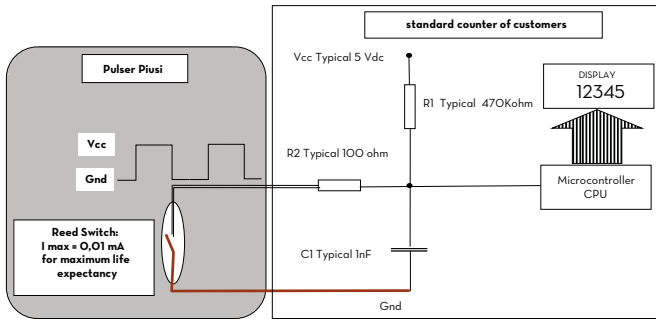 standard counter of customers
Pulser Piusi
Vcc Typical 5 Vdc
DISPLAY
12345
R1 Typical 470Kohm
Vcc
Gnd
R2 Typical 100 ohm
Microcontroller
CPU
Reed Switch:
I max = 0,01 mA
for maximum life
expectancy
C1 Typical 1nF
Gnd